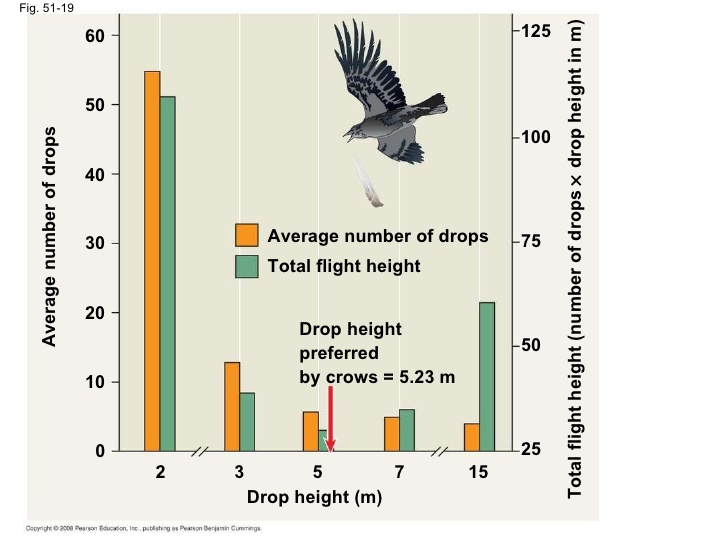 Fig. 51-19
60
50
40
30
20
10
0
Average number of drops
125
100
75
50
25
Total flight height (number of drops × drop height in m)
Average number of drops
Total flight height
Drop height
preferred
by crows = 5.23 m
2 3 5 7 15
Drop height (m)
Copyright © 2008 Pearson Education, Inc., publishing as Pearson Benjamin Cummings.